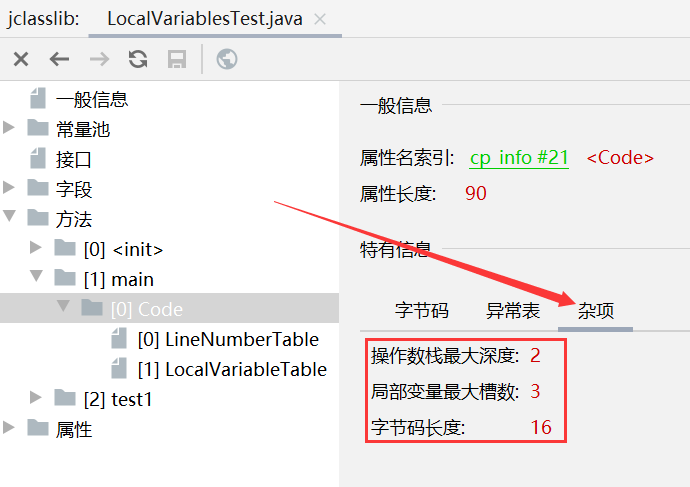 jclasslib: LocalVariablesTest.java
一般信息
常量池
接口
字段
方法
[0] <init>
[1] main
[0] Code
[0] LineNumberTable
[1] LocalVariableTable
[2] test1
属性
一般信息
属性名索引: cp_info #21 <Code>
属性长度: 90
特有信息
字节码 异常表 杂项
操作数栈最大深度: 2
局部变量最大槽数: 3
字节码长度: 16